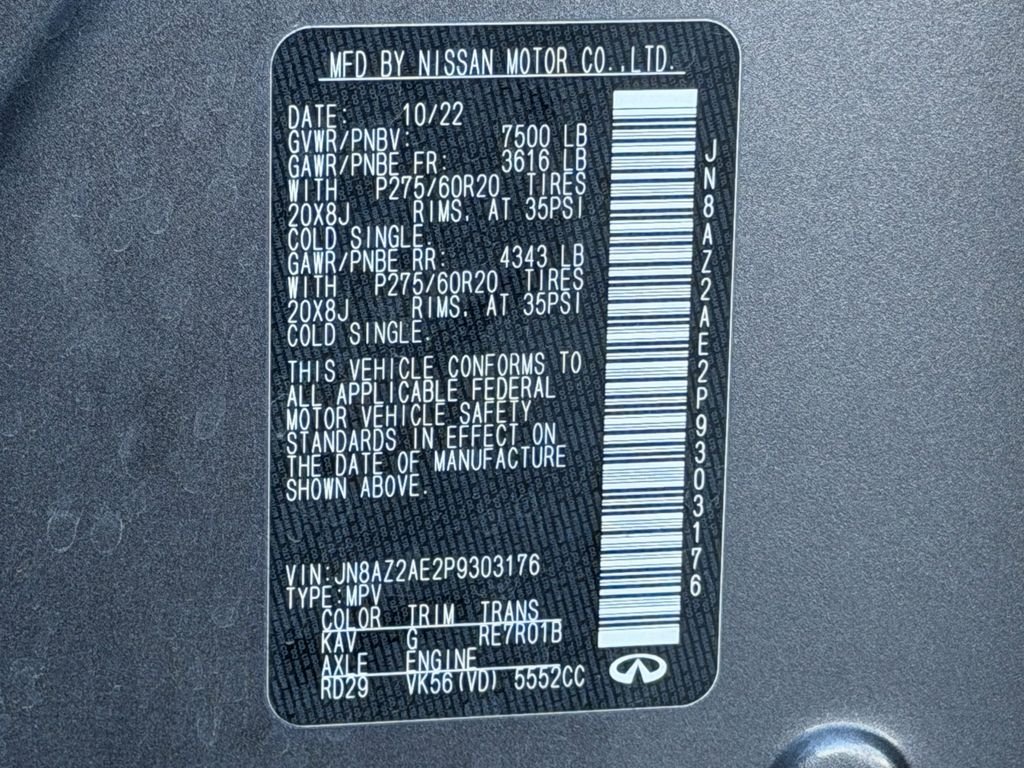 MFD BY NISSAN MOTOR CO.,LTD.
DATE: 10/22
GVWR/PNBV: 7500 LB
GAWR/PNBE FR: 3616 LB
WITH P275/60R20 TIRES
20X8J RIMS. AT 35PSI
COLD SINGLE.
GAWR/PNBE RR: 4343 LB
WITH P275/60R20 TIRES
20X8J RIMS. AT 35PSI
COLD SINGLE.
THIS VEHICLE CONFORMS TO
ALL APPLICABLE FEDERAL
MOTOR VEHICLE SAFETY
STANDARDS IN EFFECT ON
THE DATE OF MANUFACTURE
SHOWN ABOVE.
VIN:JN8AZ2AE2P9303176
TYPE:MPV
COLOR TRIM TRANS
KAV G RE7R01B
AXLE ENGINE
RD29 VK56(VD) 5552CC
JN8AZ2AE2P9303176